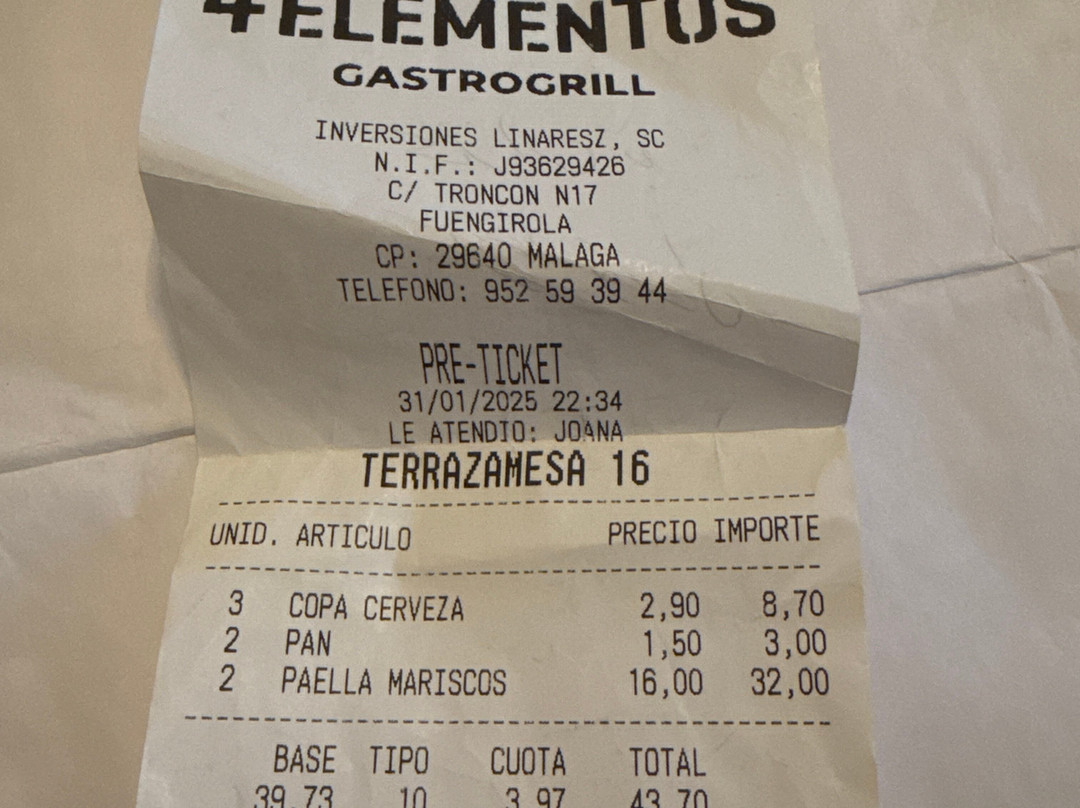 4ELEMENTOS
GASTROGRILL
INVERSIONES LINARESZ, SC
N.I.F.: J93629426
C/ TRONCON N17
FUENGIROLA
CP: 29640 MALAGA
TELEFONO: 952 59 39 44
PRE-TICKET
31/01/2025 22:34
LE ATENDIO: JOANA
TERRAZAMESA 16
UNID. ARTICULO PRECIO IMPORTE
3 COPA CERVEZA 2,90 8,70
2 PAN 1,50 3,00
2 PAELLA MARISCOS 16,00 32,00
BASE TIPO CUOTA TOTAL
39,73 10 3,97 43,70